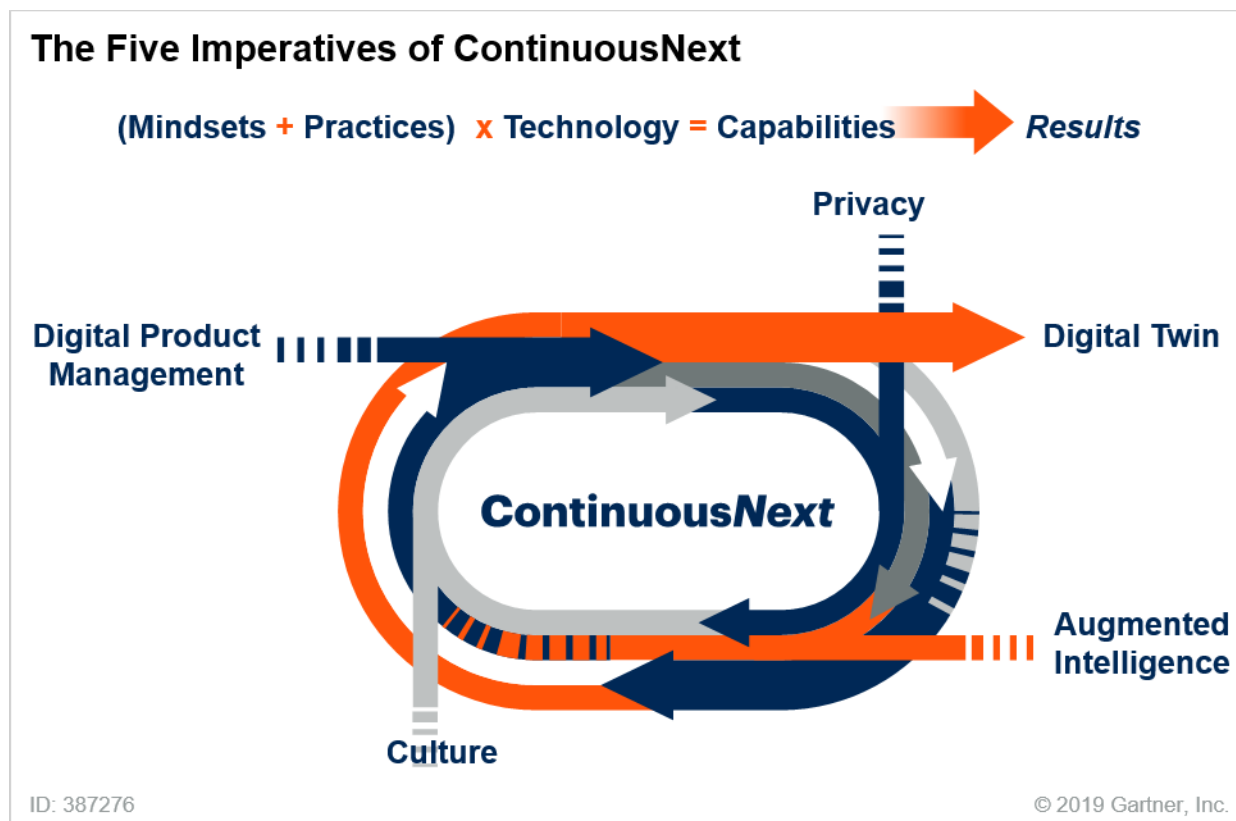 The Five Imperatives of ContinuousNext
(Mindsets + Practices) x Technology = Capabilities Results
Privacy
Digital Product
Management
Digital Twin
ContinuousNext
Augmented
Intelligence
Culture
ID: 387276
© 2019 Gartner, Inc.